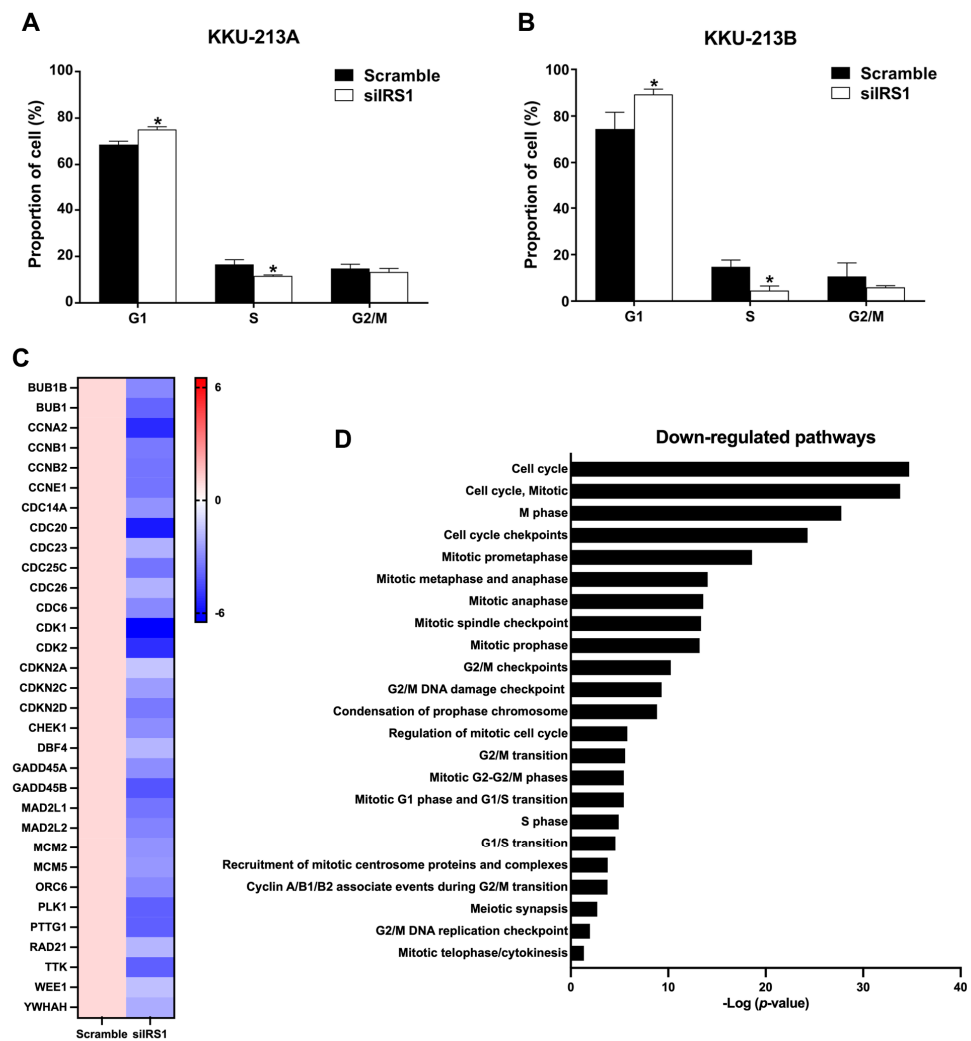 A
KKU-213A
Proportion of cell (%)
100
80
60
40
20
0
Scramble
siIRS1
*
*
G1
S
G2/M
B
KKU-213B
Proportion of cell (%)
100
80
60
40
20
0
Scramble
siIRS1
*
*
G1
S
G2/M
C
BUB1B
BUB1
CCNA2
CCNB1
CCNB2
CCNE1
CDC14A
CDC20
CDC23
CDC25C
CDC26
CDC6
CDK1
CDK2
CDKN2A
CDKN2C
CDKN2D
CHEK1
DBF4
GADD45A
GADD45B
MAD2L1
MAD2L2
MCM2
MCM5
ORC6
PLK1
PTTG1
RAD21
TTK
WEE1
YWHAH
Scramble siIRS1
6
0
-6
D
Down-regulated pathways
Cell cycle
Cell cycle, Mitotic
M phase
Cell cycle chekpoints
Mitotic prometaphase
Mitotic metaphase and anaphase
Mitotic anaphase
Mitotic spindle checkpoint
Mitotic prophase
G2/M checkpoints
G2/M DNA damage checkpoint
Condensation of prophase chromosome
Regulation of mitotic cell cycle
G2/M transition
Mitotic G2-G2/M phases
Mitotic G1 phase and G1/S transition
S phase
G1/S transition
Recruitment of mitotic centrosome proteins and complexes
Cyclin A/B1/B2 associate events during G2/M transition
Meiotic synapsis
G2/M DNA replication checkpoint
Mitotic telophase/cytokinesis
0 10 20 30 40
-Log (p-value)